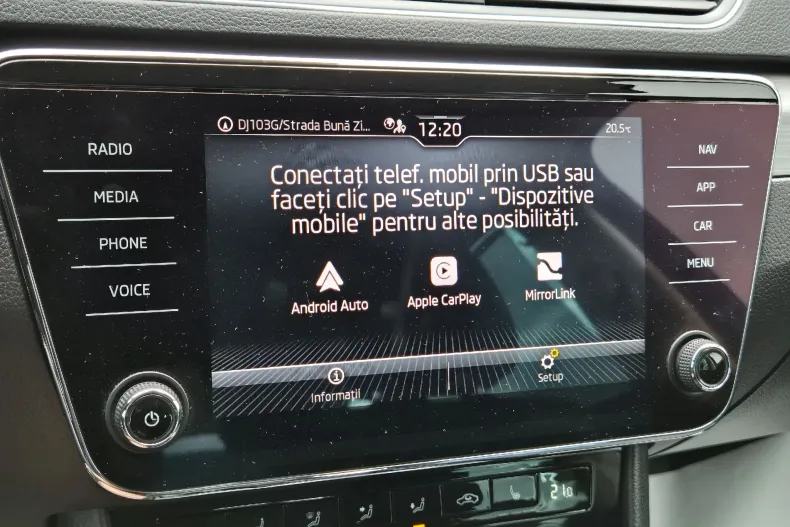 DJ103G/Strada Bună Zi... 12:20 20.5°C
RADIO
MEDIA
PHONE
VOICE
Conectați telef. mobil prin USB sau
faceți clic pe "Setup" - "Dispozitive
mobile" pentru alte posibilități.
Android Auto
Apple CarPlay
MirrorLink
Informații
Setup
NAV
APP
CAR
MENU